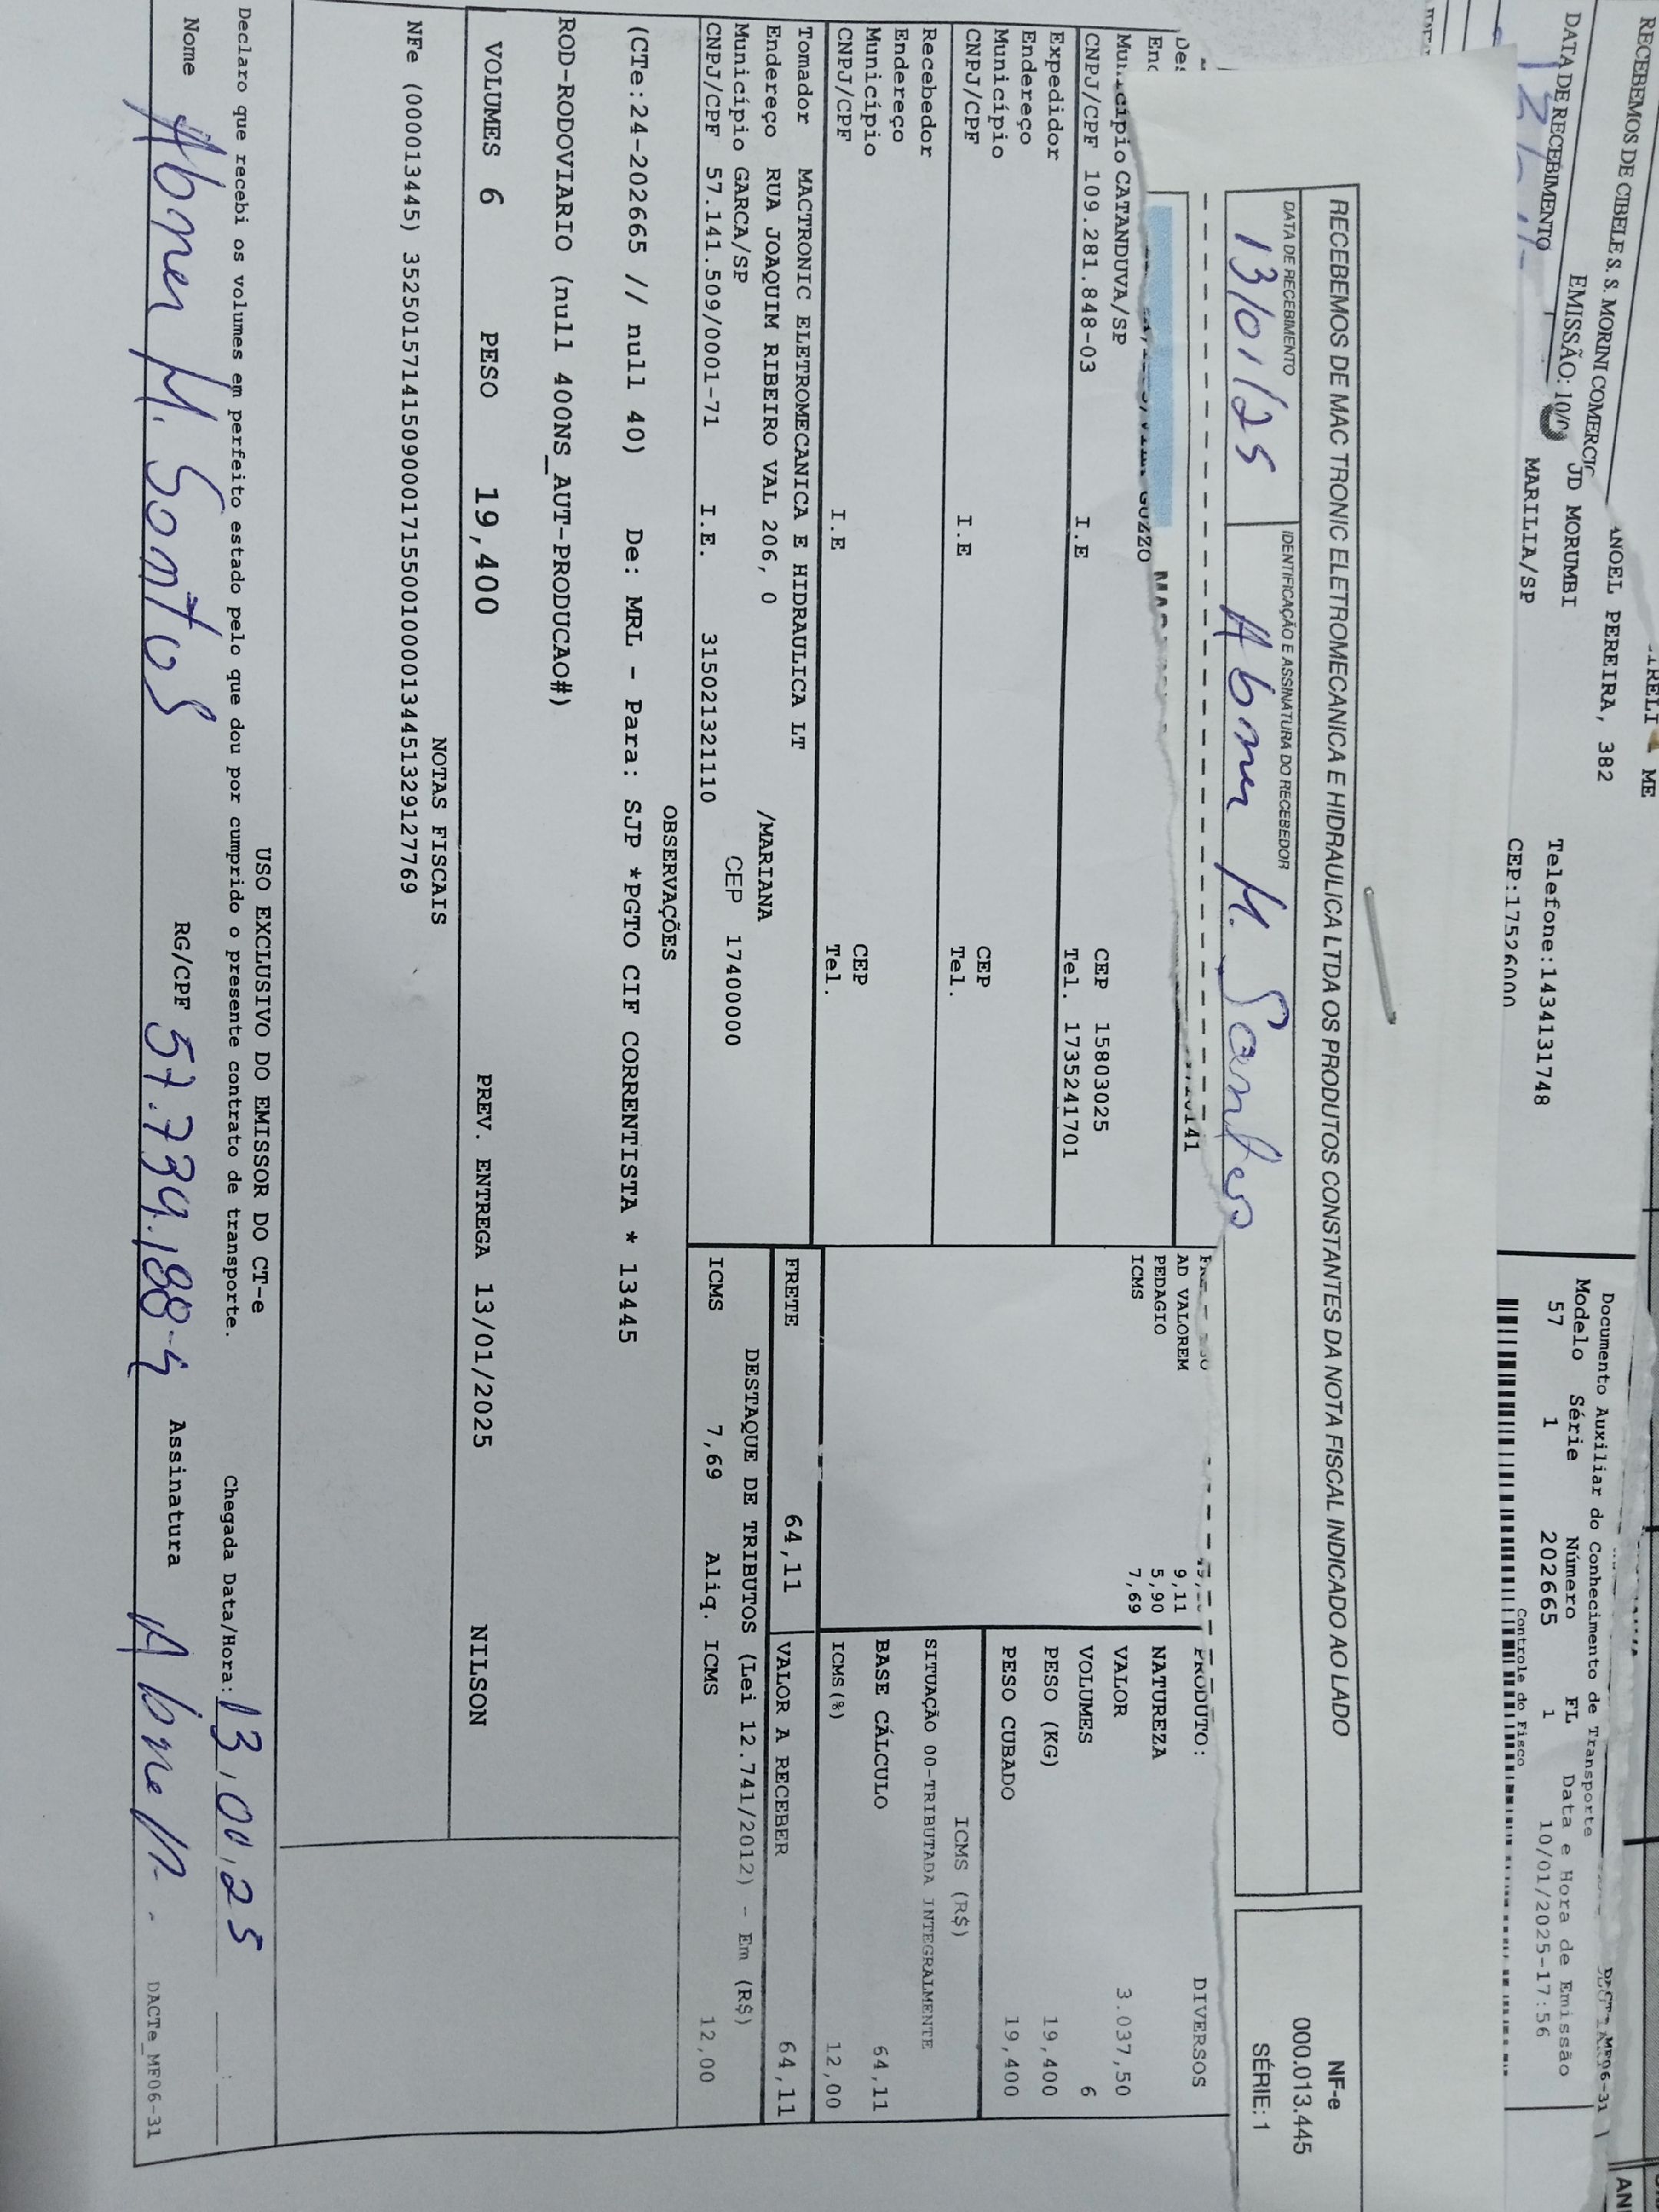 RECEBEMOS DE CIBELE S. S. MORINI COMERCIO
EMISSÃO: 10/0
DATA DE RECEBIMENTO
ME
ANOEL PEREIRA, 382
JD MORUMBI
Telefone:1434131748
MARILIA/SP
CEP:17526000
Documento Auxiliar do Conhecimento de Transporte
Modelo Série Número FL Data e Hora de Emissão
57 1 202665 1 10/01/2025-17:56
Controle do Fisco
RECEBEMOS DE MAC TRONIC ELETROMECANICA E HIDRAULICA LTDA OS PRODUTOS CONSTANTES DA NOTA FISCAL INDICADO AO LADO
DATA DE RECEBIMENTO
13/01/25
IDENTIFICAÇÃO E ASSINATURA DO RECEBEDOR
Abner M. Santos
NF-e
000.013.445
SÉRIE: 1
GUZZO
Município CATANDUVA/SP
CEP 15803025
CNPJ/CPF 109.281.848-03 I.E Tel. 1735241701
Expedidor
Endereço
Município CEP
CNPJ/CPF I.E Tel.
Recebedor
Endereço
Município CEP
CNPJ/CPF I.E Tel.
Tomador MACTRONIC ELETROMECANICA E HIDRAULICA LT
Endereço RUA JOAQUIM RIBEIRO VAL 206, 0 /MARIANA
Município GARCA/SP CEP 17400000
CNPJ/CPF 57.141.509/0001-71 I.E. 315021321110
AD VALOREM 9,11
PEDAGIO 5,90
ICMS 7,69
PRODUTO: DIVERSOS
NATUREZA
VALOR 3.037,50
VOLUMES 6
PESO (KG) 19,400
PESO CUBADO 19,400
ICMS (R$)
SITUAÇÃO 00-TRIBUTADA INTEGRALMENTE
BASE CÁLCULO 64,11
ICMS(%) 12,00
FRETE 64,11 VALOR A RECEBER 64,11
DESTAQUE DE TRIBUTOS (Lei 12.741/2012) - Em (R$)
ICMS 7,69 Aliq. ICMS 12,00
OBSERVAÇÕES
(CTe:24-202665 // null 40) De: MRL - Para: SJP *PGTO CIF CORRENTISTA * 13445
ROD-RODOVIARIO (null 400NS_AUT-PRODUCAO#)
VOLUMES 6 PESO 19,400 PREV. ENTREGA 13/01/2025 NILSON
NOTAS FISCAIS
NFe (000013445) 35250157141509000171550010000134451329127769
USO EXCLUSIVO DO EMISSOR DO CT-e
Declaro que recebi os volumes em perfeito estado pelo que dou por cumprido o presente contrato de transporte. Chegada Data/Hora: 13,00,25
Nome Abner M. Santos RG/CPF 57.739.188-4 Assinatura Abner M.
DACTe_MF06-31